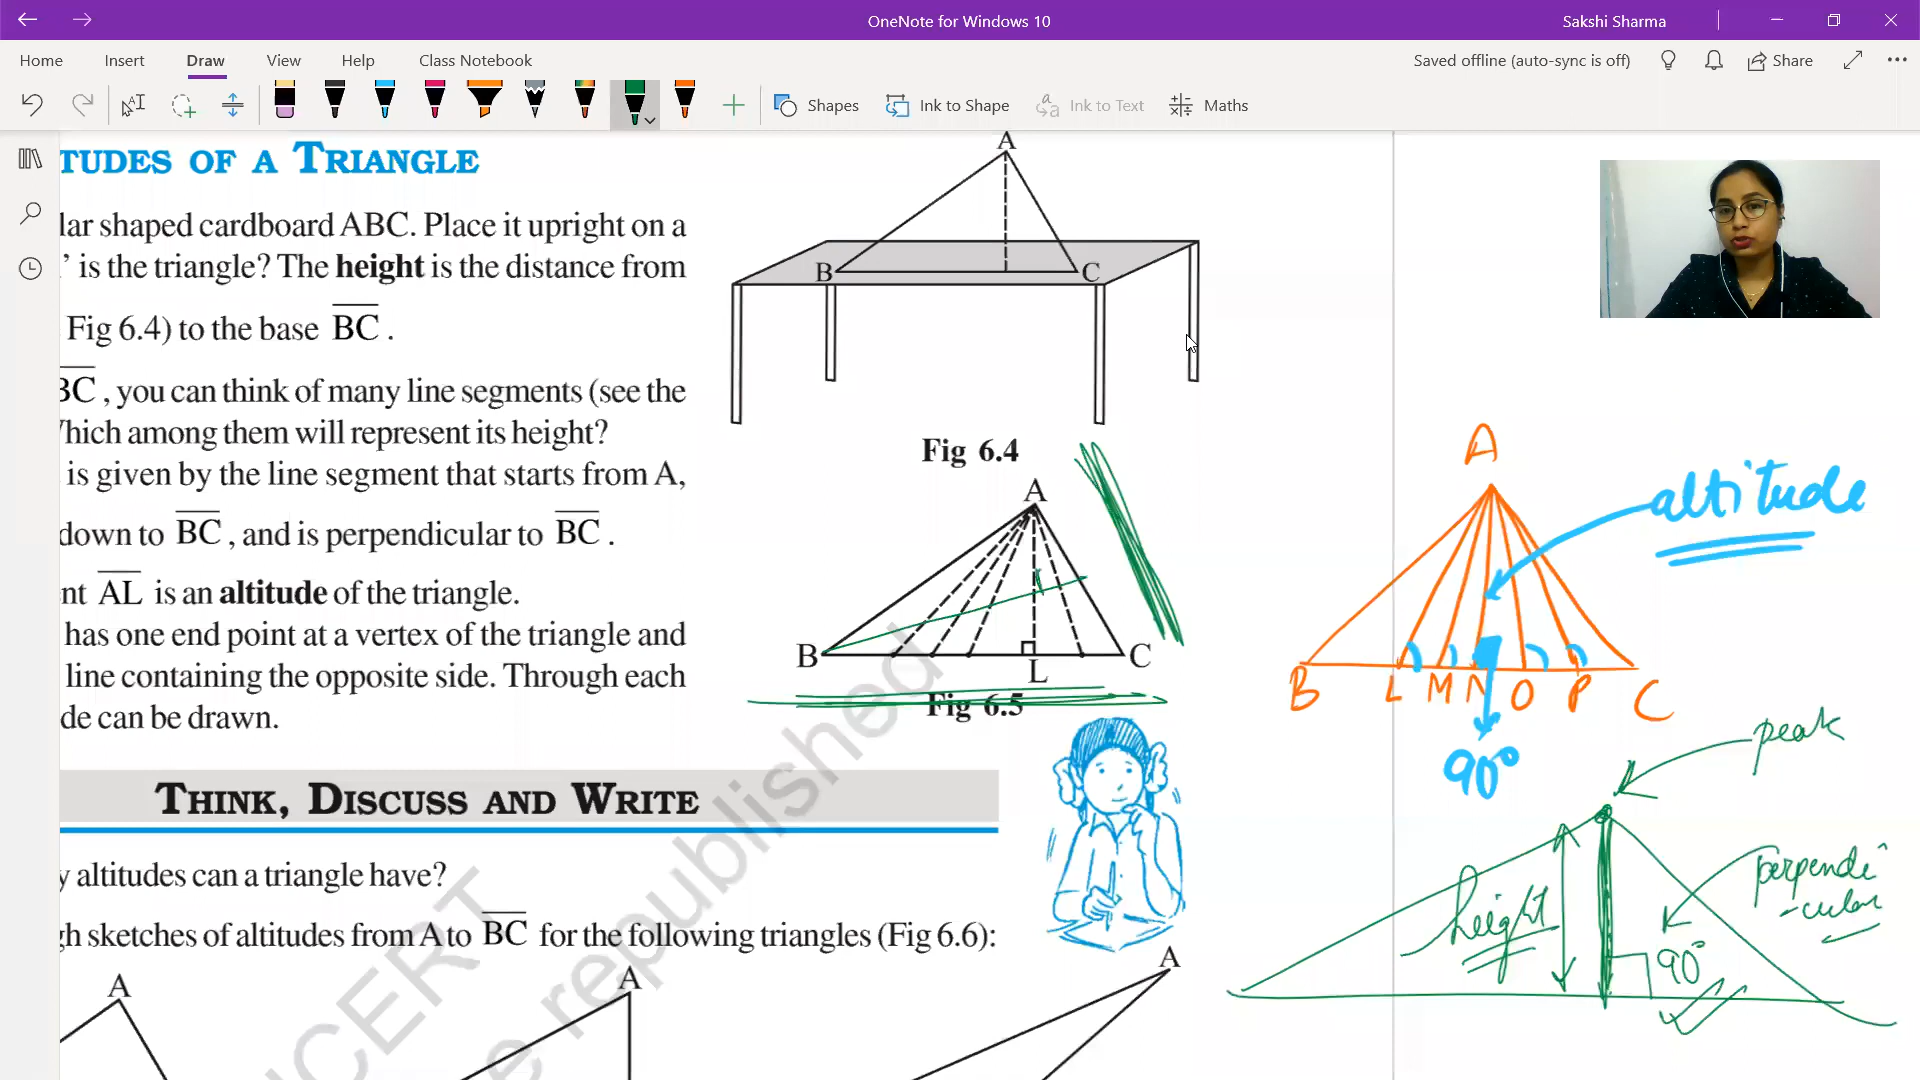 OneNote for Windows 10
Sakshi Sharma
Home Insert Draw View Help Class Notebook
Saved offline (auto-sync is off) Share
Shapes Ink to Shape Ink to Text Maths
TUDES OF A TRIANGLE
lar shaped cardboard ABC. Place it upright on a
’ is the triangle? The height is the distance from
Fig 6.4) to the base BC .
BC , you can think of many line segments (see the
Which among them will represent its height?
is given by the line segment that starts from A,
down to BC , and is perpendicular to BC .
nt AL is an altitude of the triangle.
has one end point at a vertex of the triangle and
line containing the opposite side. Through each
de can be drawn.
A
B
C
Fig 6.4
A
B
C
L
Fig 6.5
THINK, DISCUSS AND WRITE
y altitudes can a triangle have?
gh sketches of altitudes from A to BC for the following triangles (Fig 6.6):
A
A
A
NCERT
e republished
A
altitude
B L M N O P C
90°
peak
height
perpendi
-cular
90°